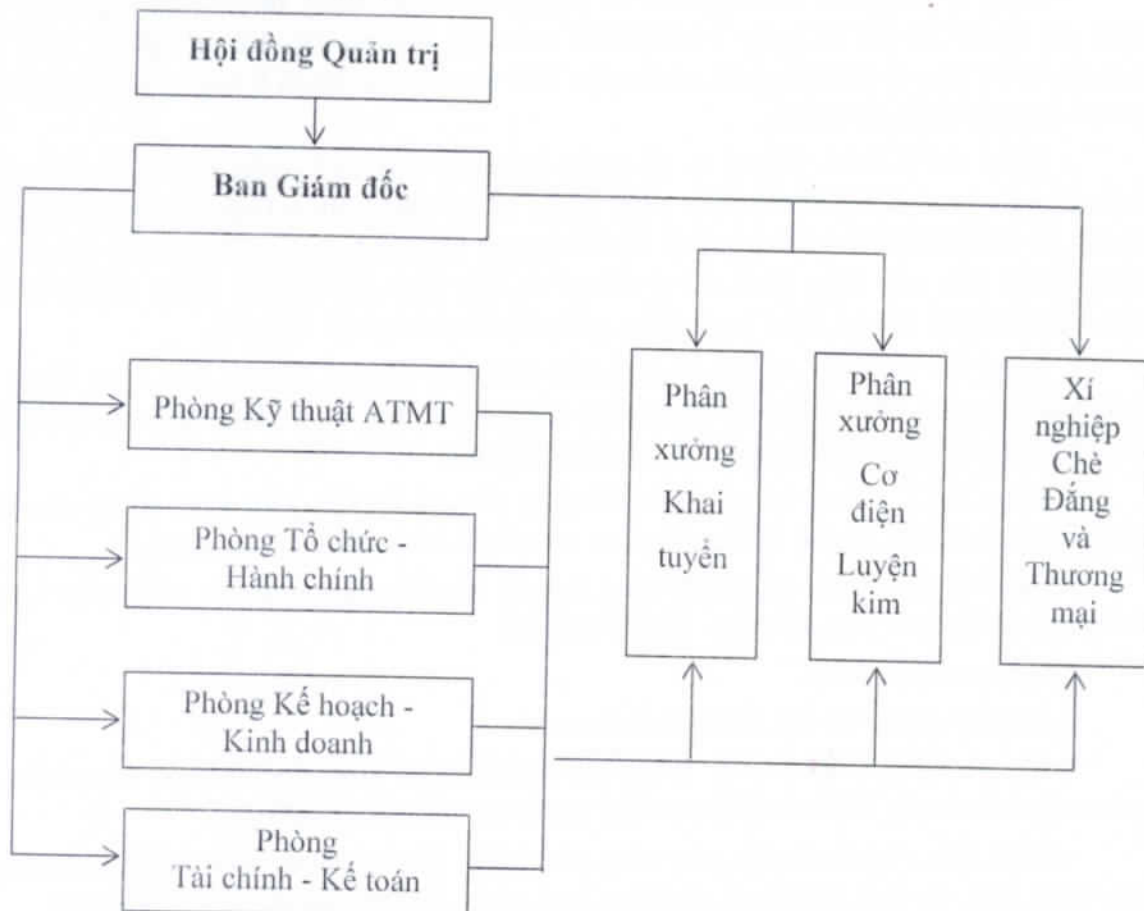 Hội đồng Quản trị
Ban Giám đốc
Phòng Kỹ thuật ATMT
Phòng Tổ chức -
Hành chính
Phòng Kế hoạch -
Kinh doanh
Phòng
Tài chính - Kế toán
Phân
xưởng
Khai
tuyển
Phân
xưởng
Cơ
điện
Luyện
kim
Xí
nghiệp
Chè
Đắng
và
Thương
mại